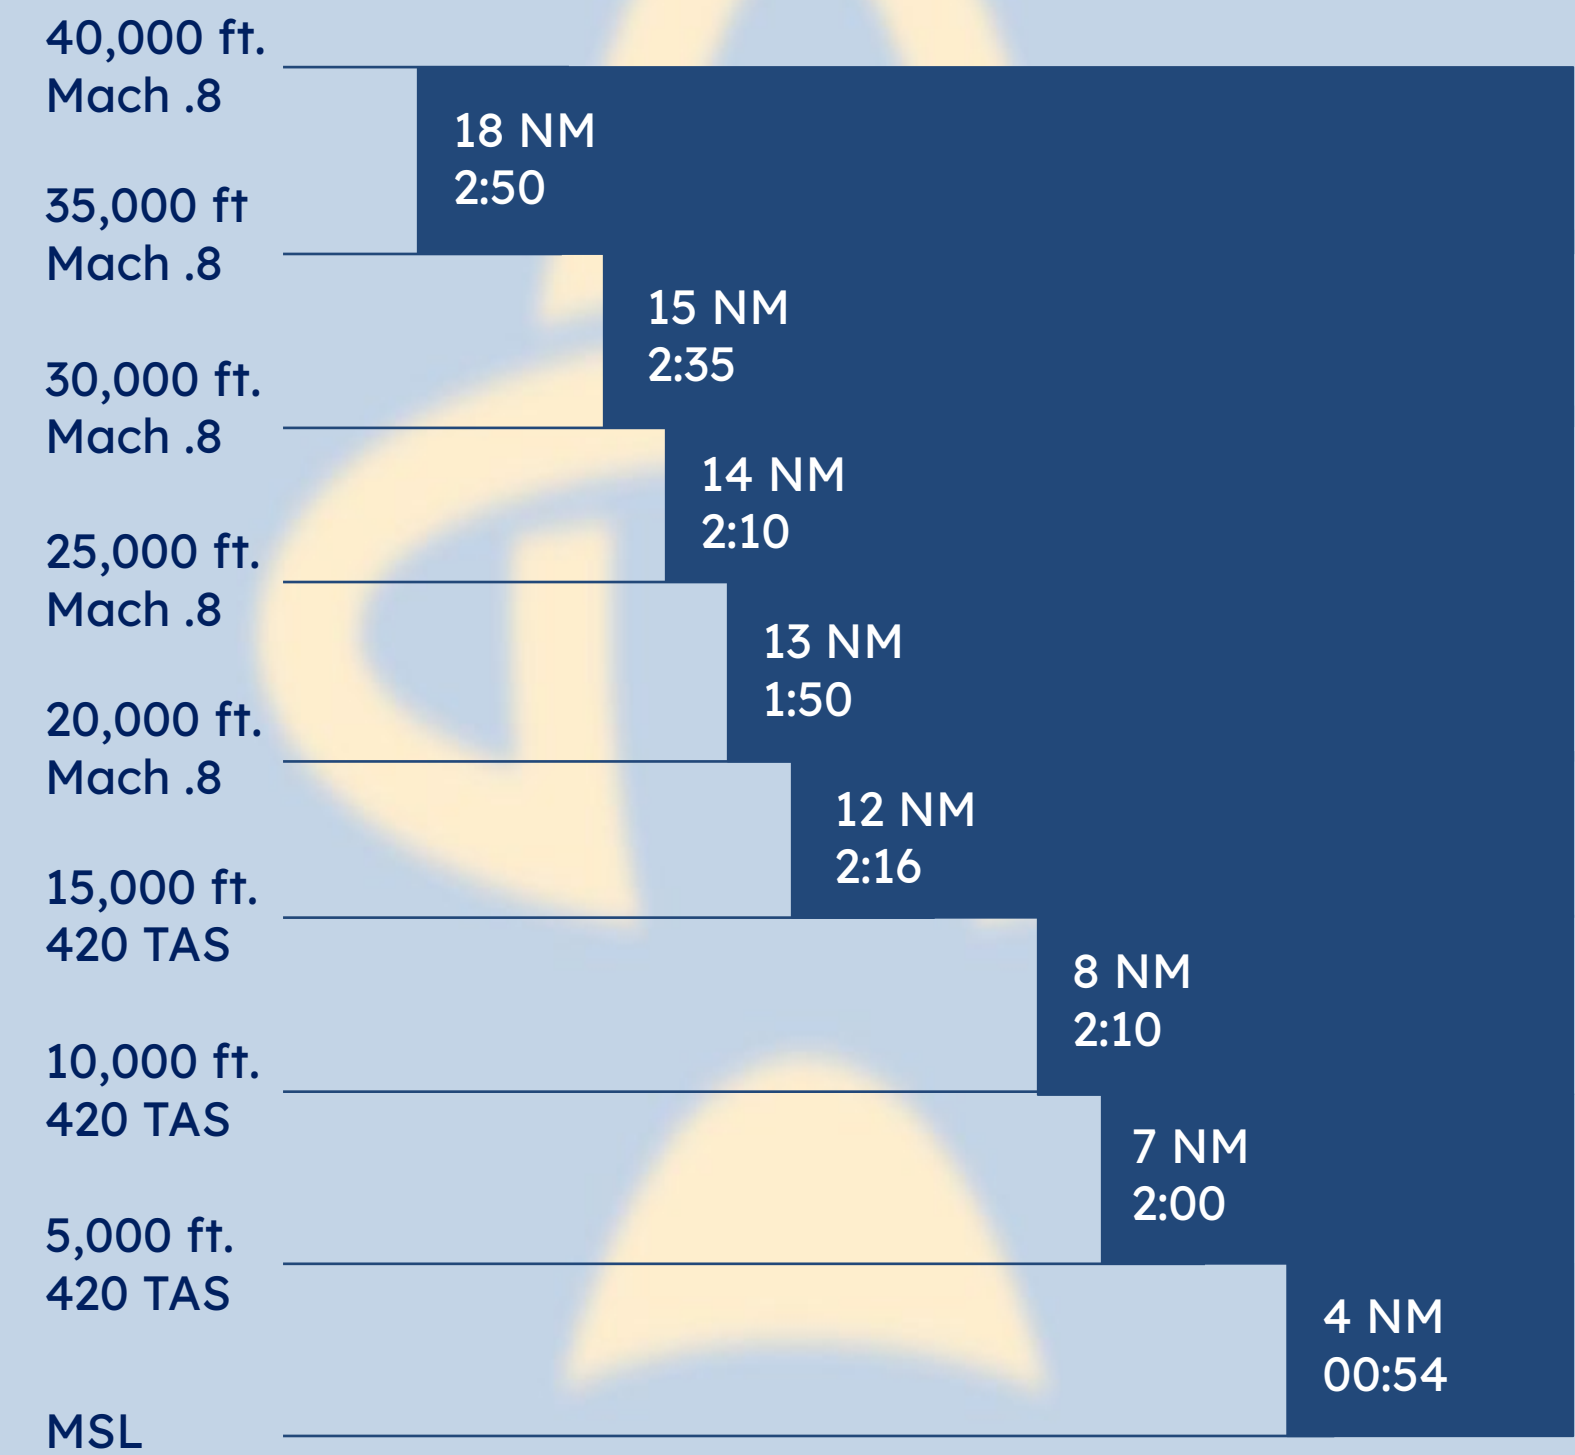 40,000 ft.
Mach .8
18 NM
2:50
35,000 ft
Mach .8
15 NM
2:35
30,000 ft.
Mach .8
14 NM
2:10
25,000 ft.
Mach .8
13 NM
1:50
20,000 ft.
Mach .8
12 NM
2:16
15,000 ft.
420 TAS
8 NM
2:10
10,000 ft.
420 TAS
7 NM
2:00
5,000 ft.
420 TAS
4 NM
00:54
MSL